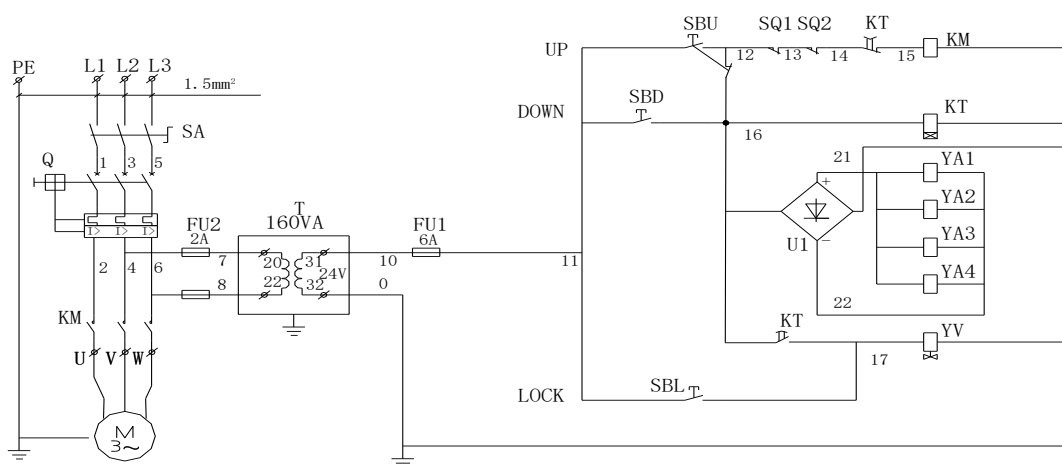 SBU
SQ1 SQ2
KT
UP
12
13
14
15
KM
PE
L1
L2
L3
1.5mm²
DOWN
SBD
16
KT
SA
Q
1
3
5
21
YA1
+
YA2
U1
−
YA3
YA4
22
T
160VA
FU2
2A
FU1
6A
I>
I>
I>
2
4
6
7
20
31
10
11
22
32
24V
8
0
KM
KT
YV
17
U
V
W
LOCK
SBL
M
3~